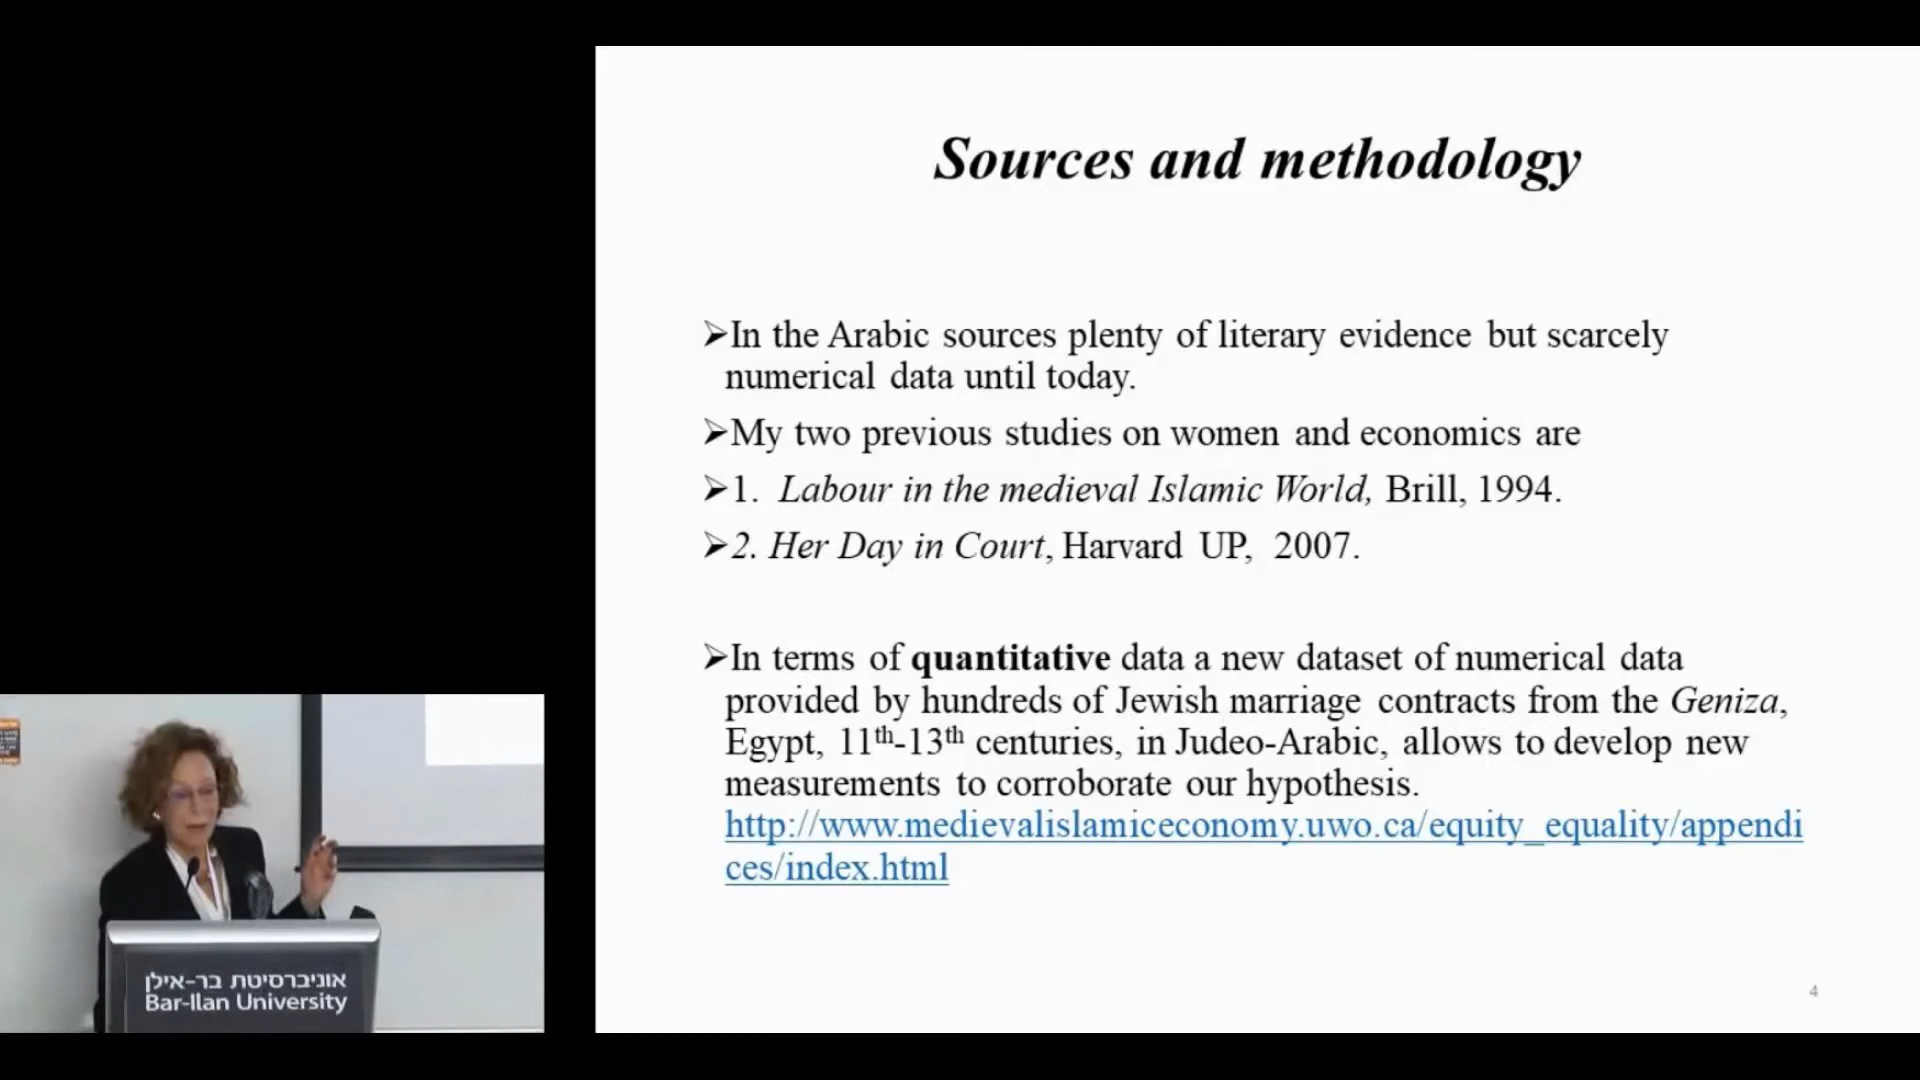 Sources and methodology
➢In the Arabic sources plenty of literary evidence but scarcely
numerical data until today.
➢My two previous studies on women and economics are
➢1. Labour in the medieval Islamic World, Brill, 1994.
➢2. Her Day in Court, Harvard UP, 2007.
➢In terms of quantitative data a new dataset of numerical data
provided by hundreds of Jewish marriage contracts from the Geniza,
Egypt, 11th-13th centuries, in Judeo-Arabic, allows to develop new
measurements to corroborate our hypothesis.
http://www.medievalislamiceconomy.uwo.ca/equity_equality/appendi
ces/index.html
4
אוניברסיטת בר-אילן
Bar-Ilan University